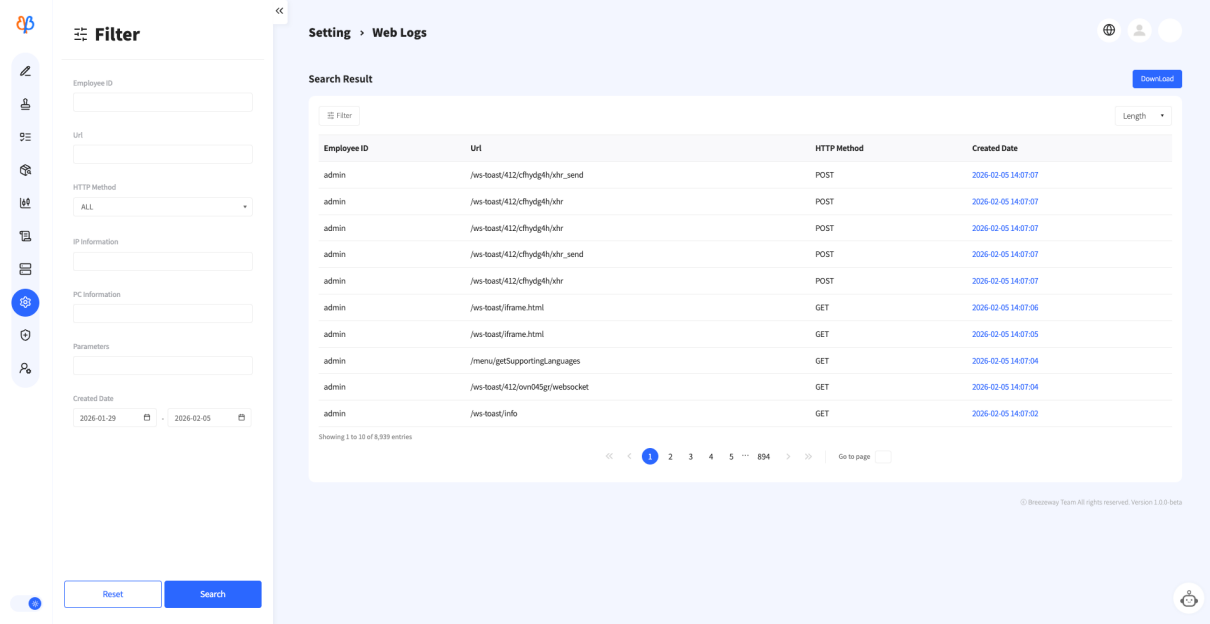 Filter
Employee ID
Url
HTTP Method
ALL
IP Information
PC Information
Parameters
Created Date
2026-01-29 - 2026-02-05
Reset Search
Setting › Web Logs
Search Result DownLoad
Filter Length
Employee ID Url HTTP Method Created Date
admin /ws-toast/412/cfhydg4h/xhr_send POST 2026-02-05 14:07:07
admin /ws-toast/412/cfhydg4h/xhr POST 2026-02-05 14:07:07
admin /ws-toast/412/cfhydg4h/xhr POST 2026-02-05 14:07:07
admin /ws-toast/412/cfhydg4h/xhr_send POST 2026-02-05 14:07:07
admin /ws-toast/412/cfhydg4h/xhr POST 2026-02-05 14:07:07
admin /ws-toast/iframe.html GET 2026-02-05 14:07:06
admin /ws-toast/iframe.html GET 2026-02-05 14:07:05
admin /menu/getSupportingLanguages GET 2026-02-05 14:07:04
admin /ws-toast/412/ovn045gr/websocket GET 2026-02-05 14:07:04
admin /ws-toast/info GET 2026-02-05 14:07:02
Showing 1 to 10 of 8,939 entries
« ‹ 1 2 3 4 5 ... 894 › » Go to page
ⓒ Breezeway Team All rights reserved. Version 1.0.0-beta